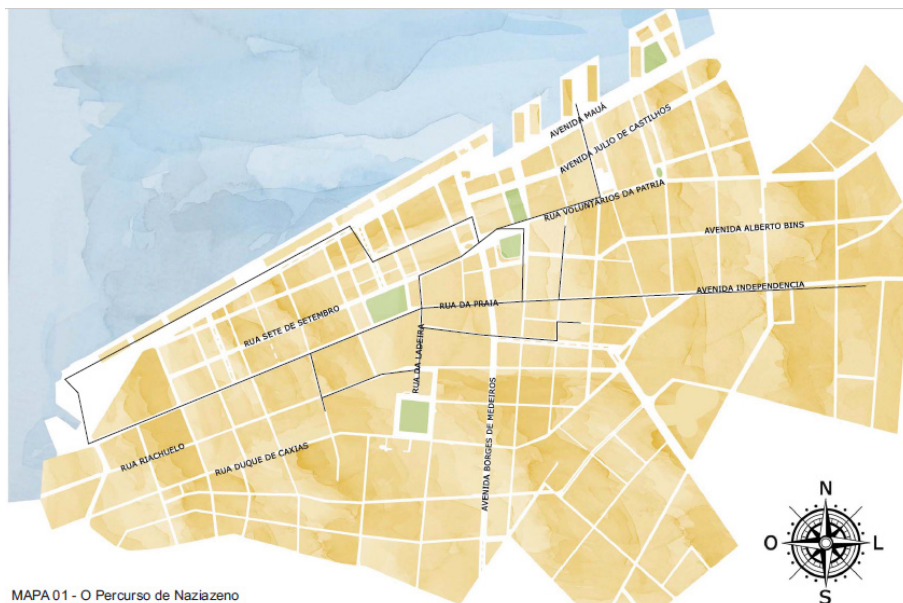 AVENIDA MAUÁ
AVENIDA JULIO DE CASTILHOS
RUA VOLUNTÁRIOS DA PATRIA
AVENIDA ALBERTO BINS
AVENIDA INDEPENDENCIA
RUA DA PRAIA
RUA SETE DE SETEMBRO
RUA DA LADEIRA
AVENIDA BORGES DE MEDEIROS
RUA RIACHUELO
RUA DUQUE DE CAXIAS
N
O
L
S
MAPA 01 - O Percurso de Naziazeno